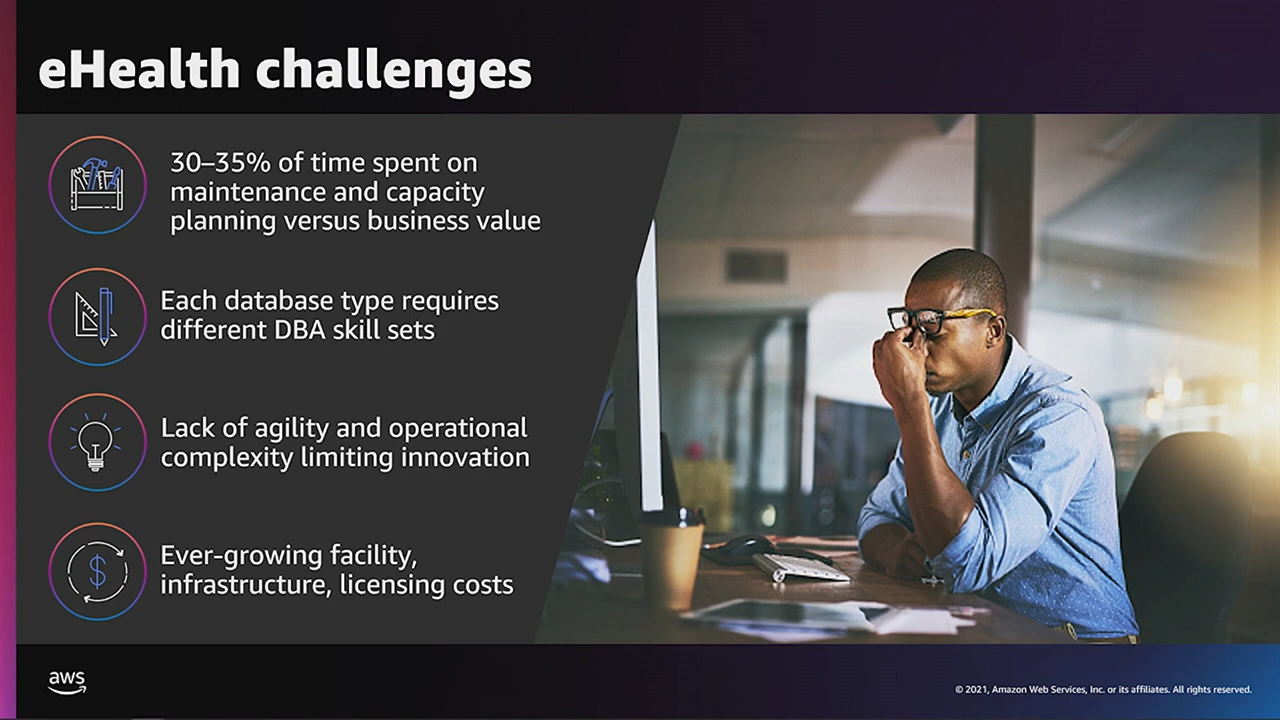 eHealth challenges
30–35% of time spent on
maintenance and capacity
planning versus business value
Each database type requires
different DBA skill sets
Lack of agility and operational
complexity limiting innovation
$
Ever-growing facility,
infrastructure, licensing costs
aws
© 2021, Amazon Web Services, Inc. or its affiliates. All rights reserved.